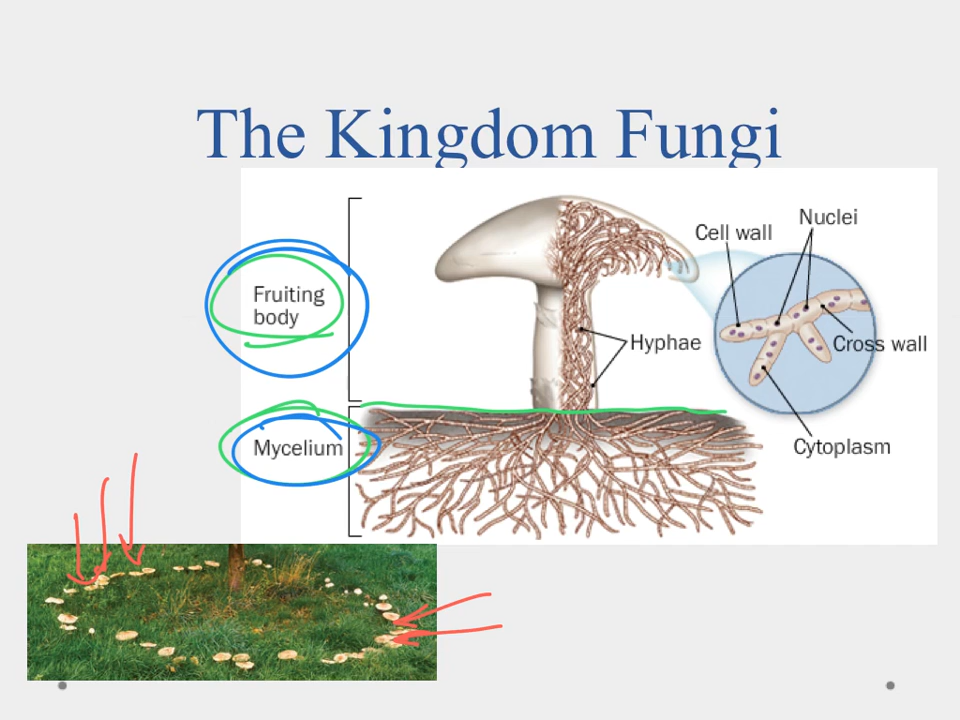 The Kingdom Fungi
Nuclei
Cell wall
Fruiting
body
Hyphae
Cross wall
Mycelium
Cytoplasm